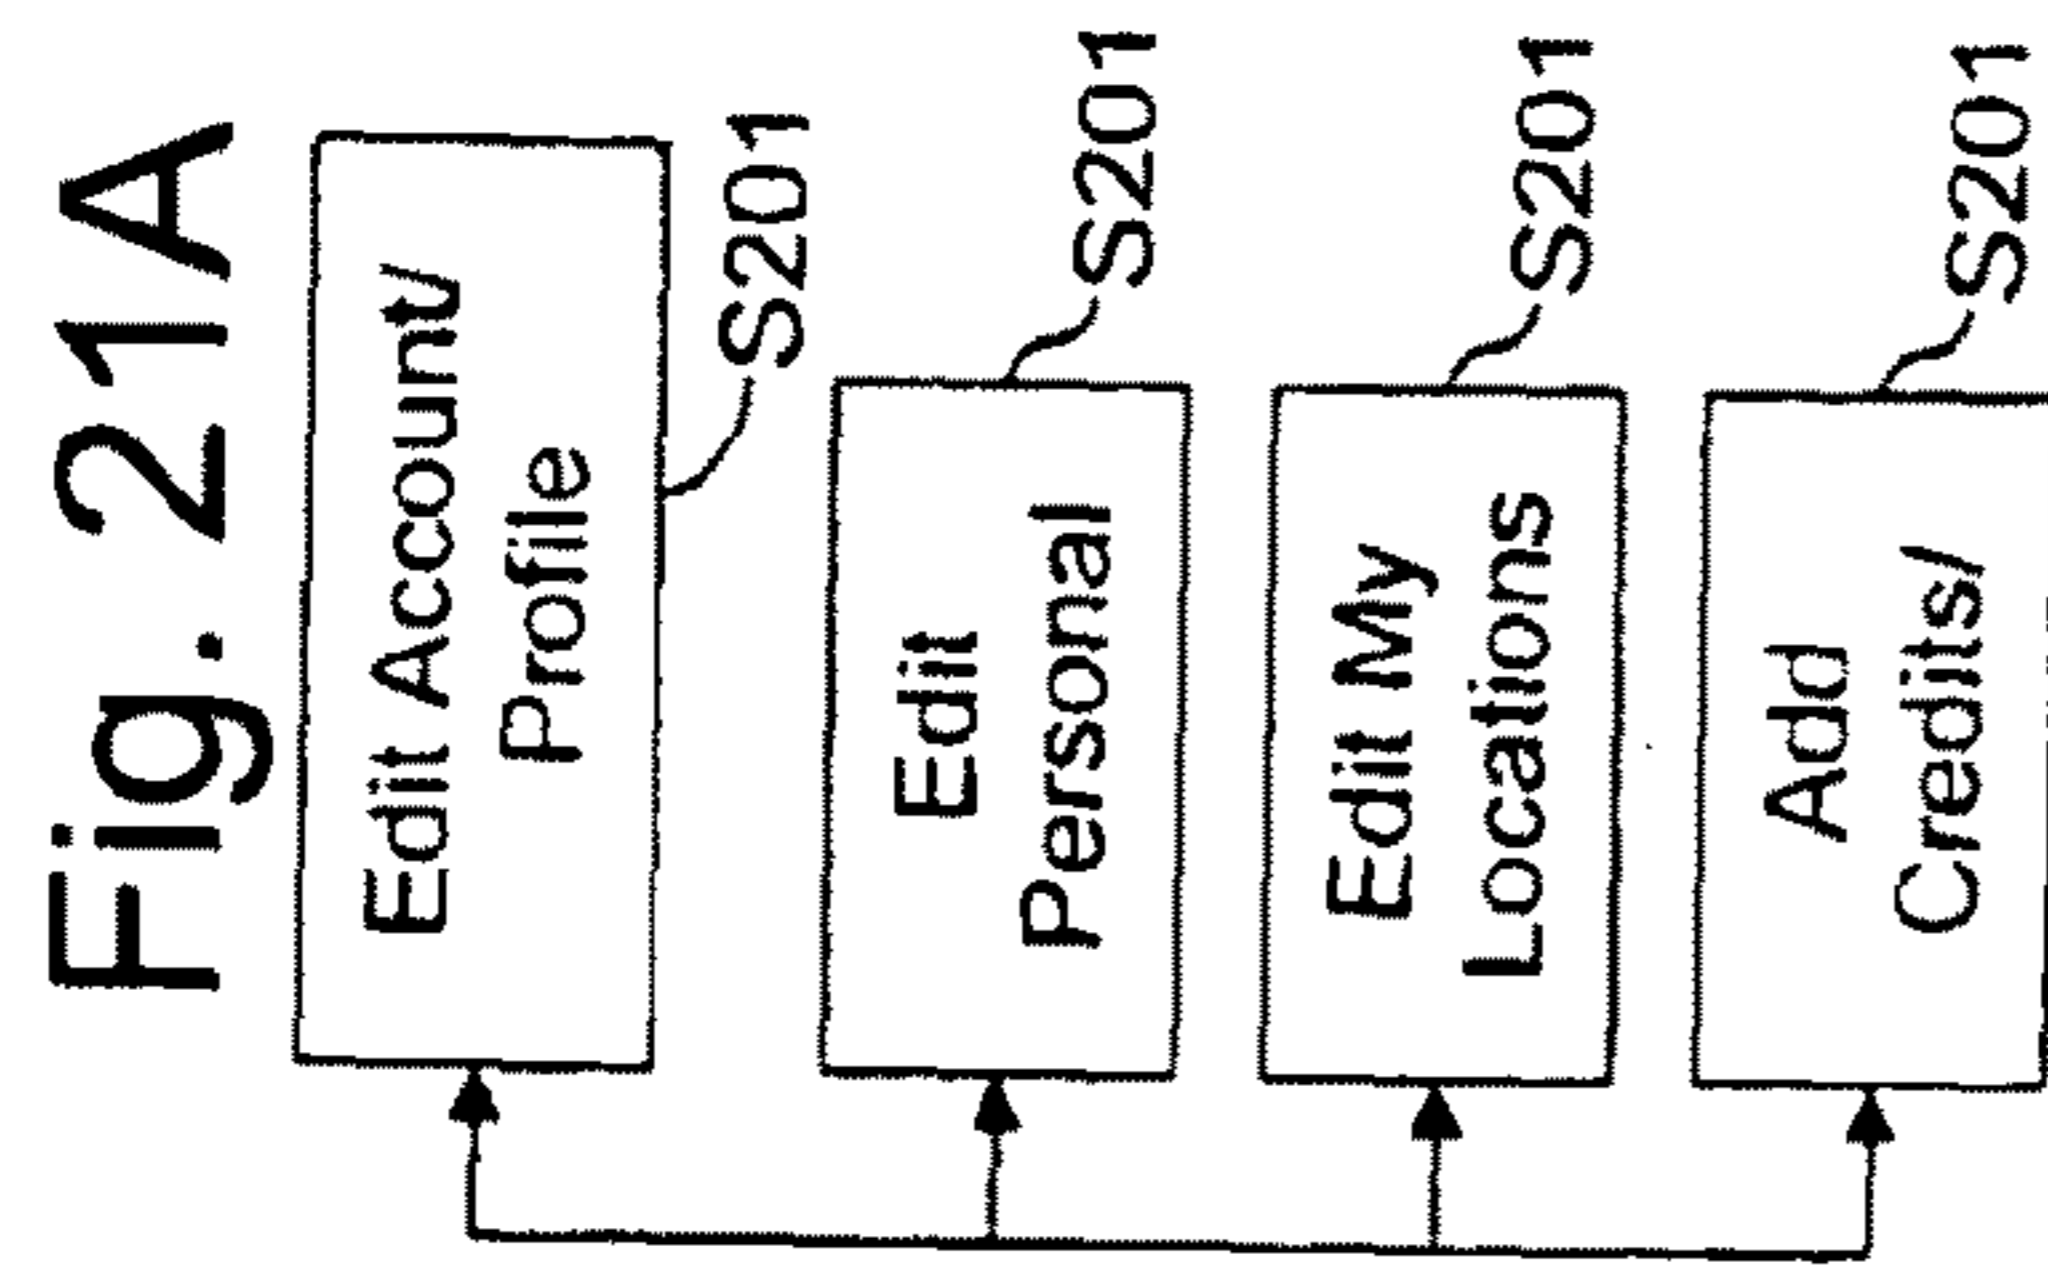 Fig. 21A
Edit Account/
Profile
S201
Edit
Personal
S201
Edit My
Locations
S201
Add
Credits/
S201